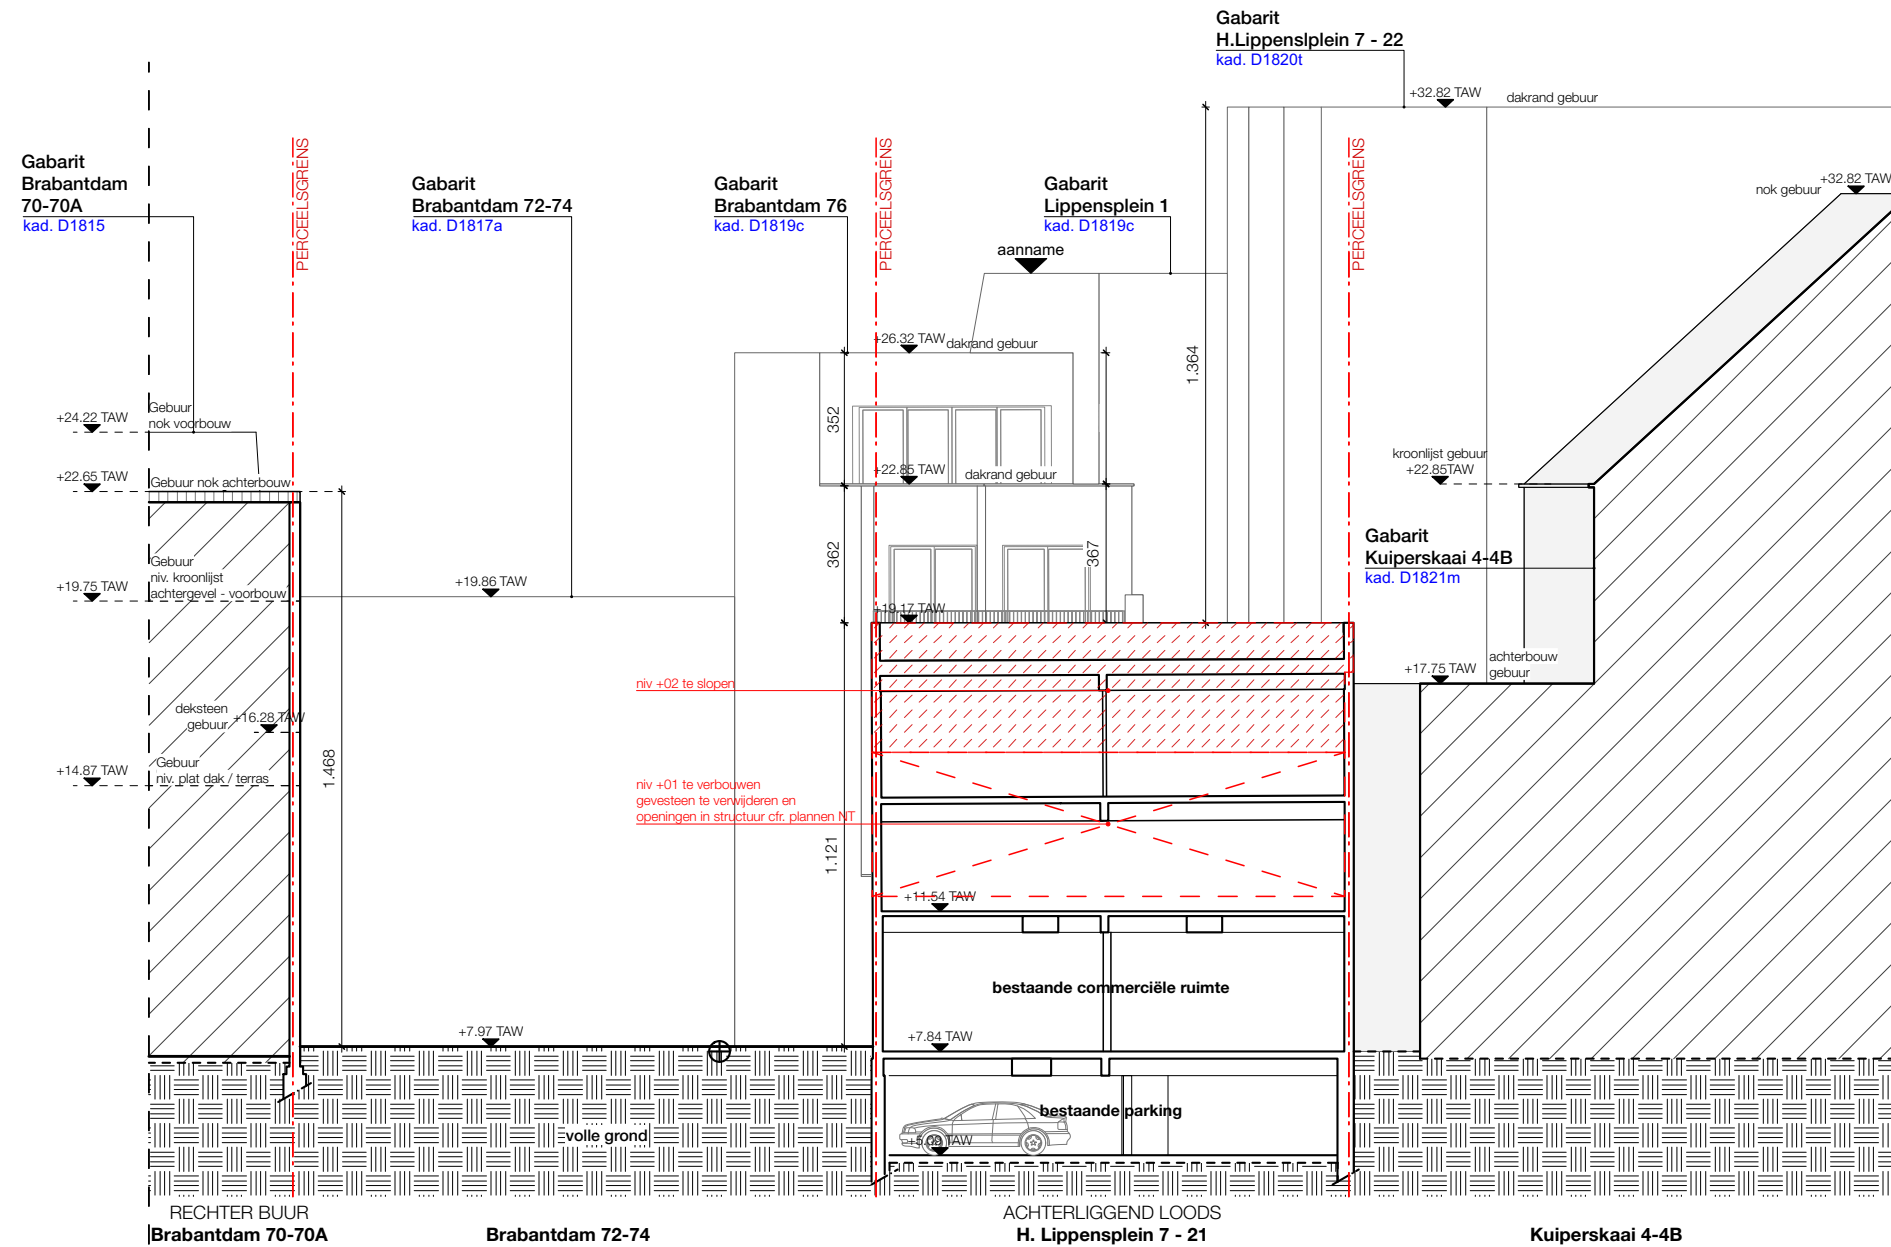 Gabarit
H.Lippenslplein 7 - 22
kad. D1820t
+32.82 TAW
dakrand gebuur
Gabarit
Brabantdam
70-70A
kad. D1815
PERCEELSGRENS
Gabarit
Brabantdam 72-74
kad. D1817a
Gabarit
Brabantdam 76
kad. D1819c
PERCEELSGRENS
Gabarit
Lippensplein 1
kad. D1819c
aanname
PERCEELSGRENS
nok gebuur
+32.82 TAW
+26.32 TAW
dakrand gebuur
1.364
352
+24.22 TAW
Gebuur
nok voorbouw
+22.65 TAW
Gebuur nok achterbouw
+22.85 TAW
dakrand gebuur
kroonlijst gebuur
+22.85TAW
362
367
Gabarit
Kuiperskaai 4-4B
kad. D1821m
Gebuur
niv. kroonlijst
achtergevel - voorbouw
+19.75 TAW
+19.86 TAW
+19.17 TAW
achterbouw
gebuur
+17.75 TAW
niv +02 te slopen
deksteen
gebuur
+16.28 TAW
1.468
+14.87 TAW
Gebuur
niv. plat dak / terras
niv +01 te verbouwen
gevesteen te verwijderen en
openingen in structuur cfr. plannen NT
1.121
+11.54 TAW
bestaande commerciële ruimte
+7.97 TAW
+7.84 TAW
bestaande parking
volle grond
+5.09 TAW
RECHTER BUUR
Brabantdam 70-70A
Brabantdam 72-74
ACHTERLIGGEND LOODS
H. Lippensplein 7 - 21
Kuiperskaai 4-4B